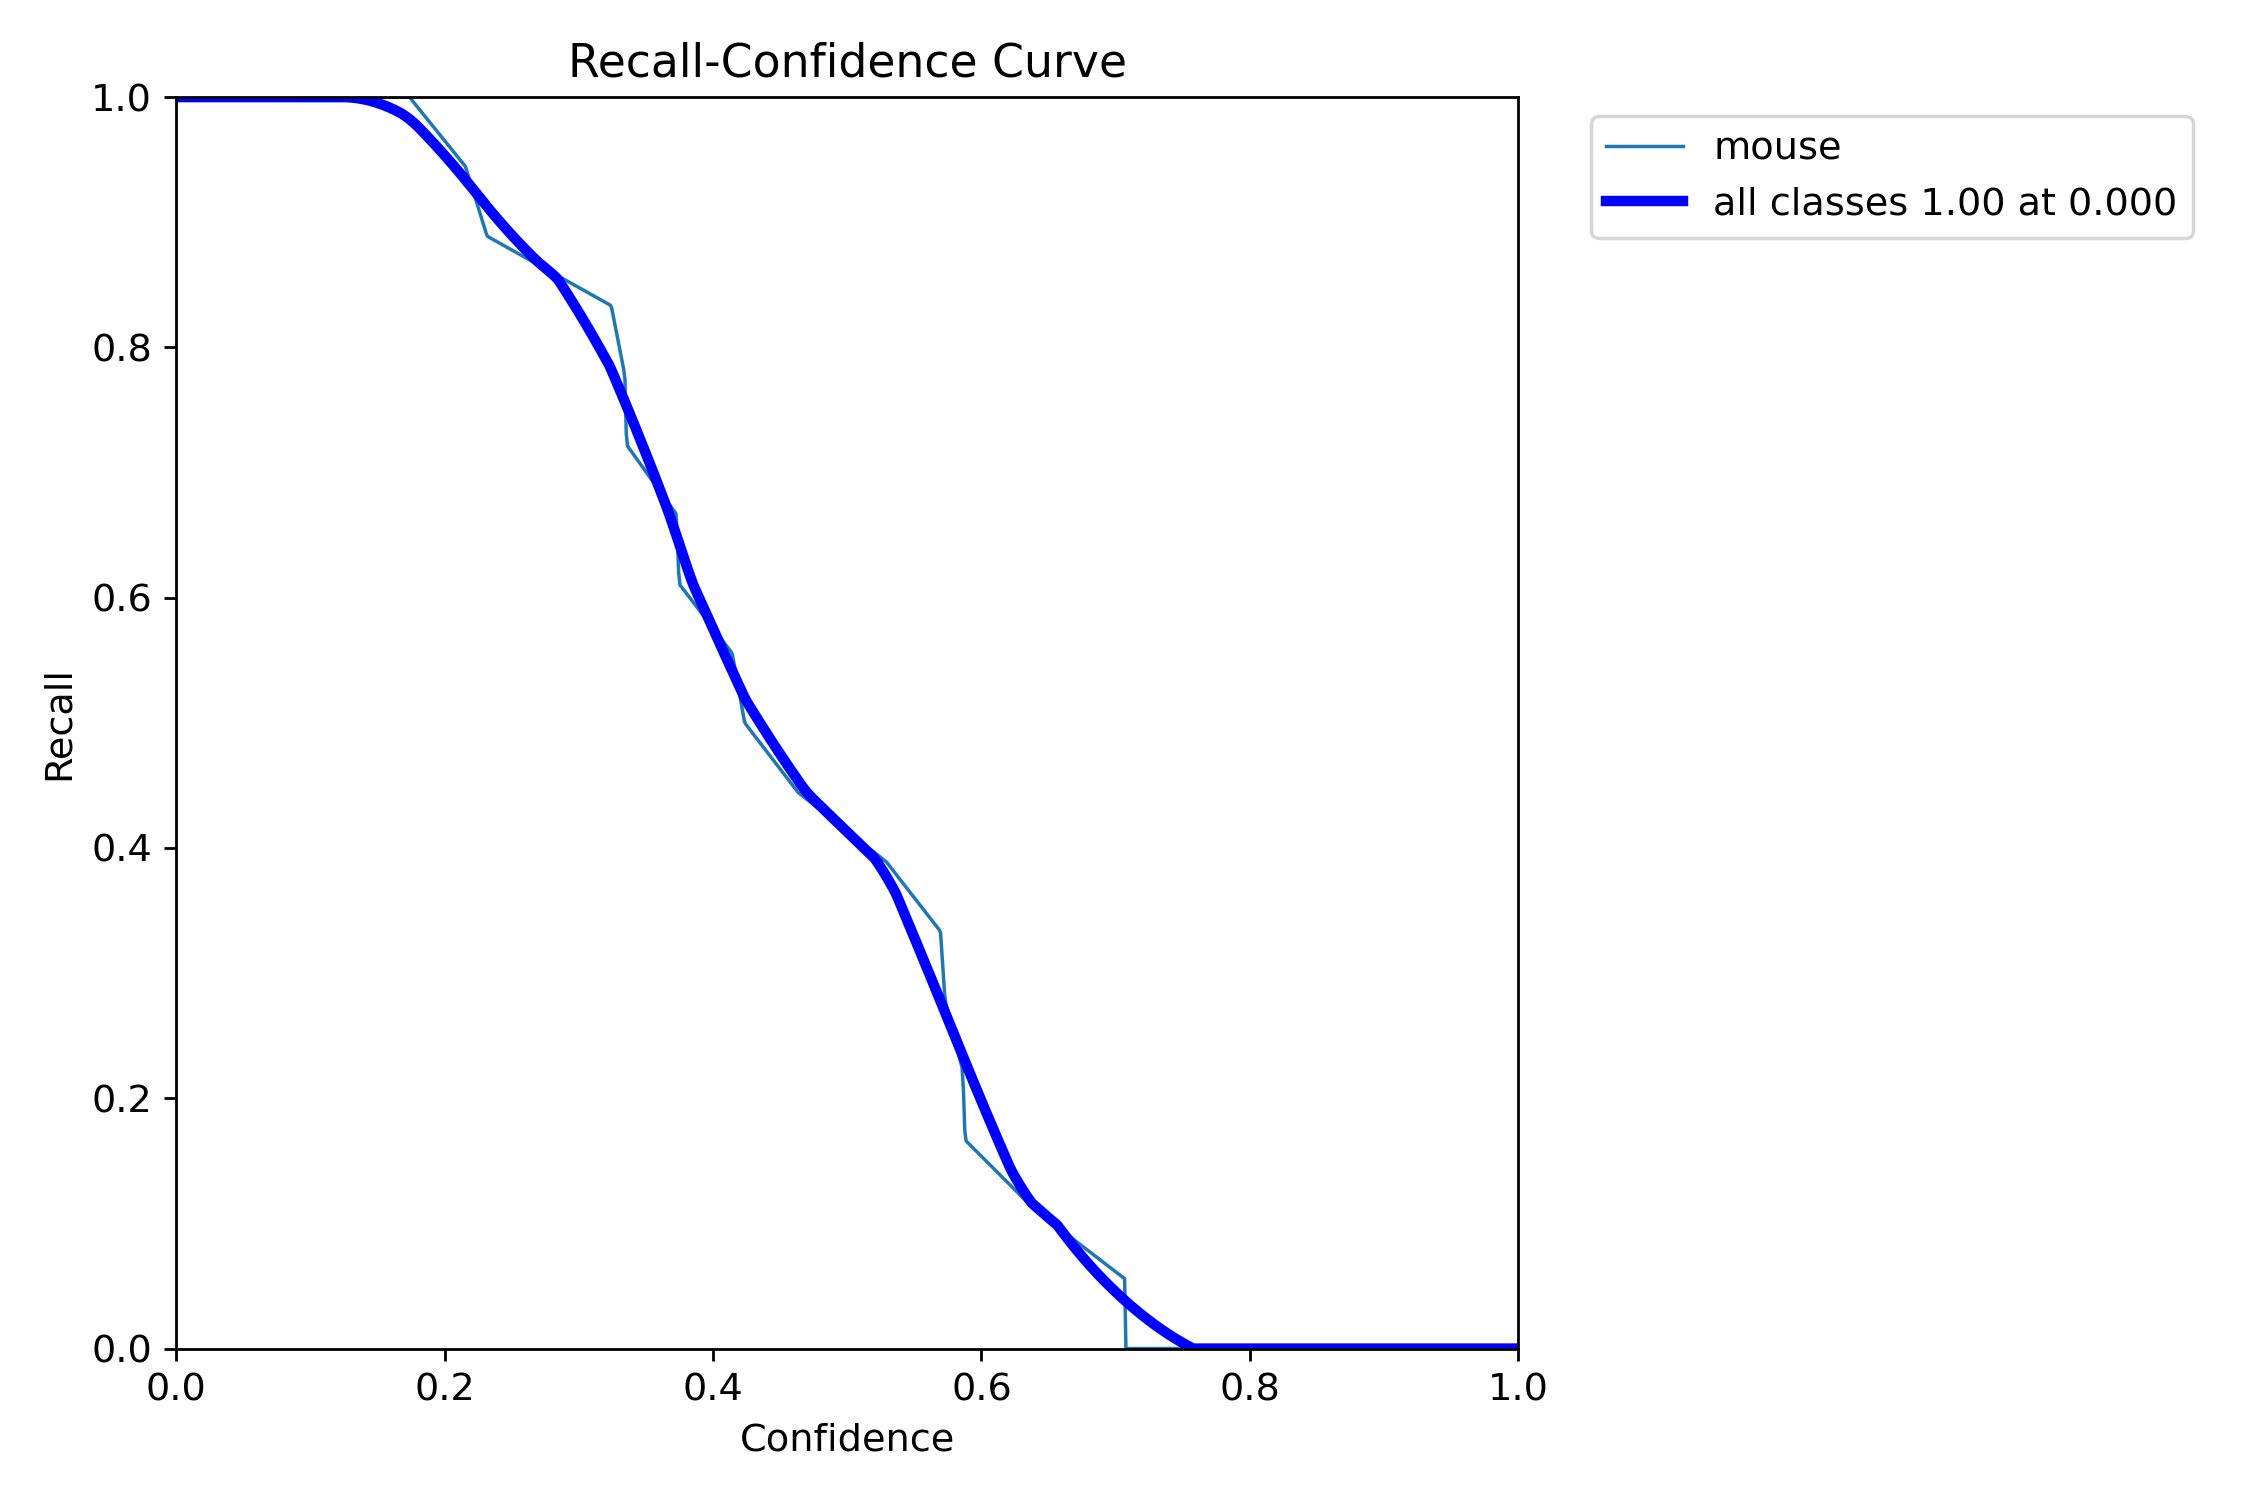 Recall-Confidence Curve
1.0
0.8
0.6
0.4
0.2
0.0
Recall
0.0 0.2 0.4 0.6 0.8 1.0
Confidence
mouse
all classes 1.00 at 0.000